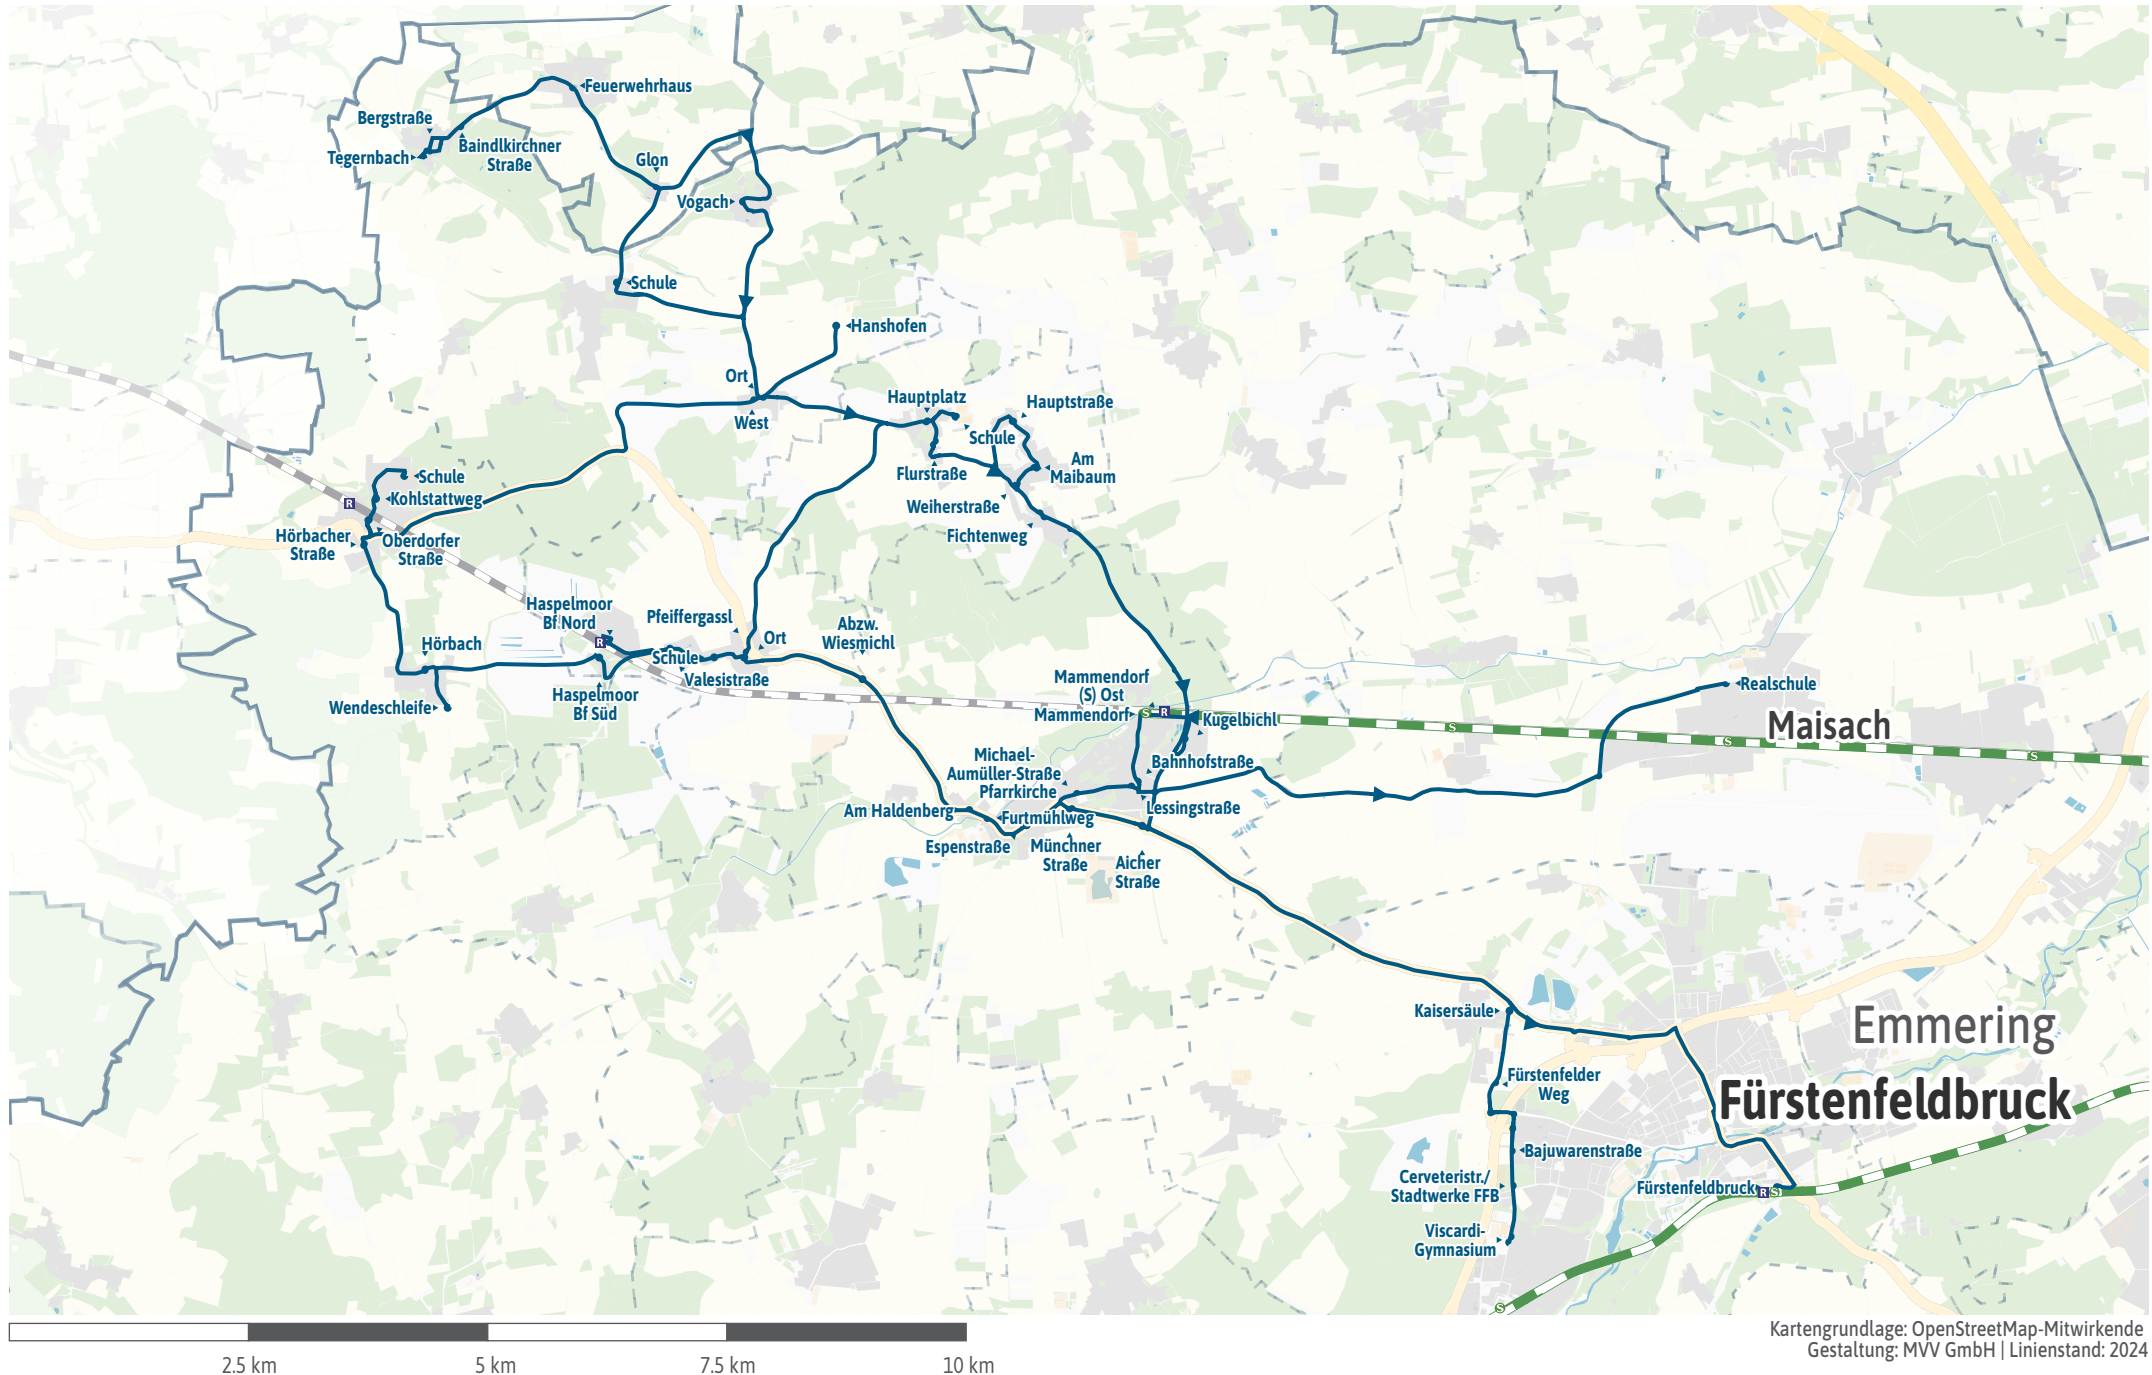 Feuerwehrhaus
Bergstraße
Baindlkirchner
Straße
Tegernbach
Glon
Vogach
Schule
Hanshofen
Ort
West
Hauptplatz
Hauptstraße
Schule
Am
Maibaum
Flurstraße
Weiherstraße
Fichtenweg
Schule
Kohlstattweg
R
Hörbacher
Straße
Oberdorfer
Straße
Haspelmoor
Bf Nord
R
Pfeiffergassl
Ort
Abzw.
Wiesmichl
Hörbach
Schule
Valesistraße
Haspelmoor
Bf Süd
Wendeschleife
Mammendorf
(S) Ost
Mammendorf
S
R
Kugelbichl
S
S
S
Realschule
Maisach
Michael-
Aumüller-Straße
Pfarrkirche
Bahnhofstraße
Am Haldenberg
Furtmühlweg
Lessingstraße
Espenstraße
Münchner
Straße
Aicher
Straße
Kaisersäule
Emmering
Fürstenfelder
Weg
Fürstenfeldbruck
Bajuwarenstraße
Cerveteristr./
Stadtwerke FFB
Fürstenfeldbruck
R
S
Viscardi-
Gymnasium
S
2.5 km
5 km
7.5 km
10 km
Kartengrundlage: OpenStreetMap-Mitwirkende
Gestaltung: MVV GmbH | Linienstand: 2024